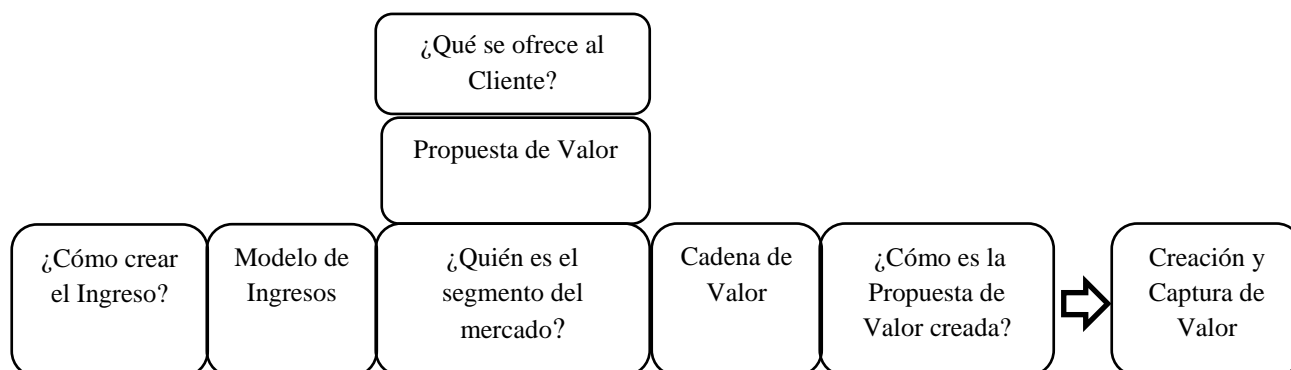 ¿Qué se ofrece al
Cliente?
Propuesta de Valor
¿Cómo crear
el Ingreso?
Modelo de
Ingresos
¿Quién es el
segmento del
mercado?
Cadena de
Valor
¿Cómo es la
Propuesta de
Valor creada?
Creación y
Captura de
Valor